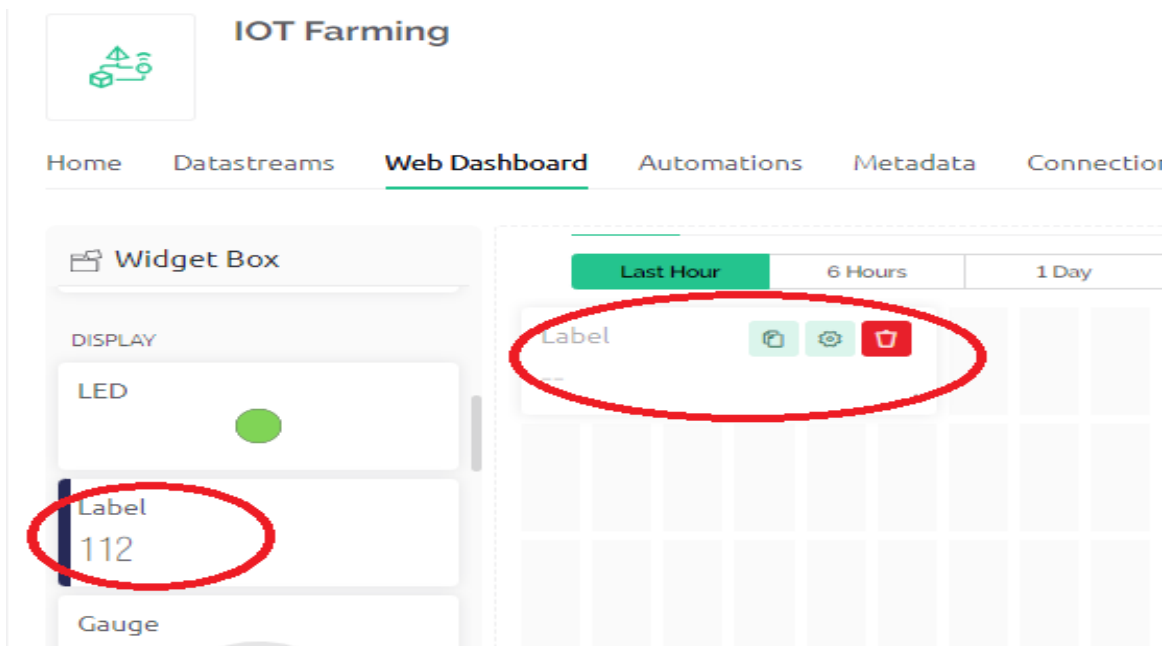 IOT Farming
Home Datastreams Web Dashboard Automations Metadata Connection
Widget Box
Last Hour 6 Hours 1 Day
DISPLAY
Label
--
LED
Label
112
Gauge